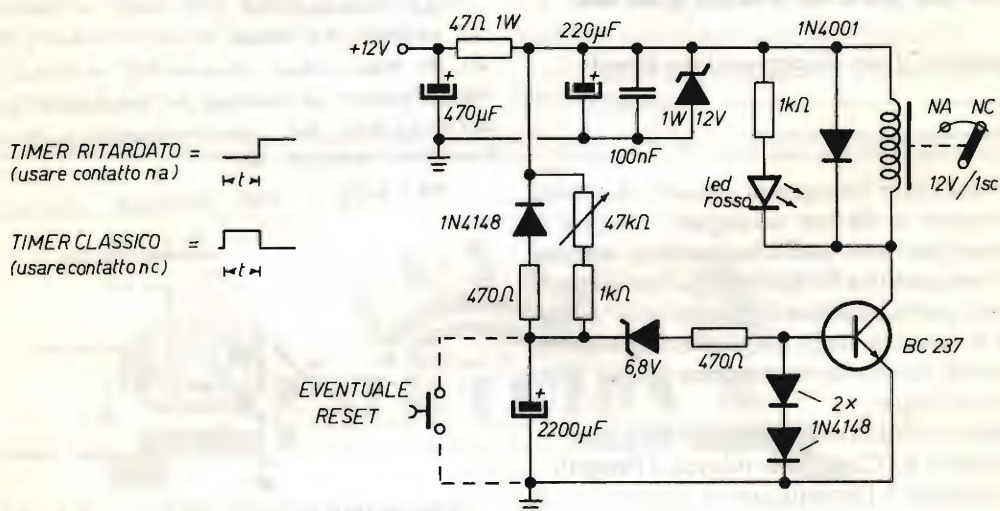 47Ω 1W
220µF
1N4001
+12V
470µF
1W 12V
100nF
1kΩ
led
rosso
NA NC
12V/1sc
TIMER RITARDATO =
(usare contatto na)
t
TIMER CLASSICO =
(usare contatto nc)
t
1N4148
47kΩ
470Ω
1kΩ
6,8V
470Ω
BC 237
EVENTUALE
RESET
2200µF
2x
1N4148